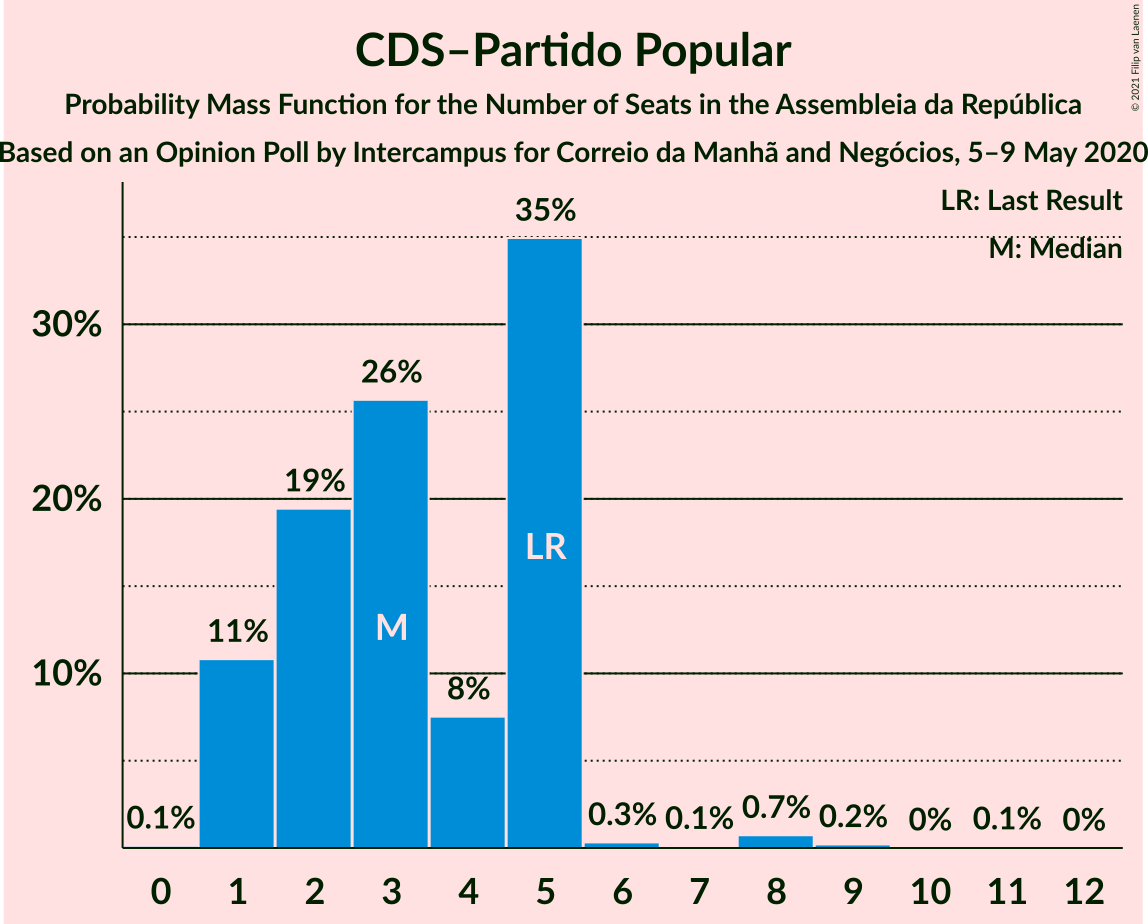 CDS–Partido Popular
Probability Mass Function for the Number of Seats in the Assembleia da República
Based on an Opinion Poll by Intercampus for Correio da Manhã and Negócios, 5–9 May 2020
© 2021 Filip van Laenen
LR: Last Result
M: Median
35%
30%
26%
20%
19%
LR
M
11%
10%
8%
0.1%
0.3%
0.1%
0.7%
0.2%
0%
0.1%
0%
0 1 2 3 4 5 6 7 8 9 10 11 12